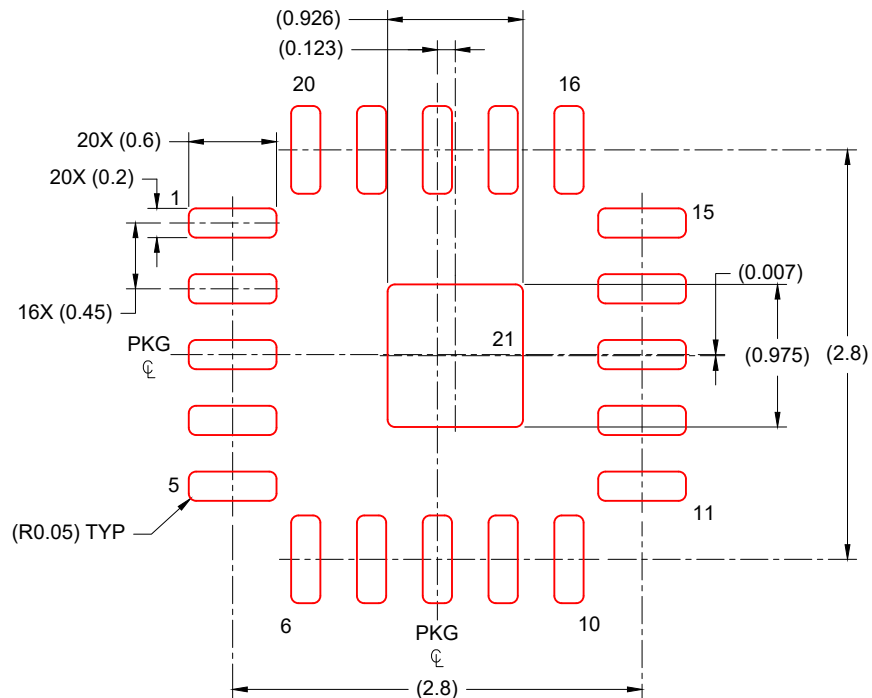 (0.926)
(0.123)
20
16
20X (0.6)
20X (0.2)
1
15
(0.007)
16X (0.45)
21
PKG
℄
(0.975)
(2.8)
5
11
(R0.05) TYP
6
10
PKG
℄
(2.8)